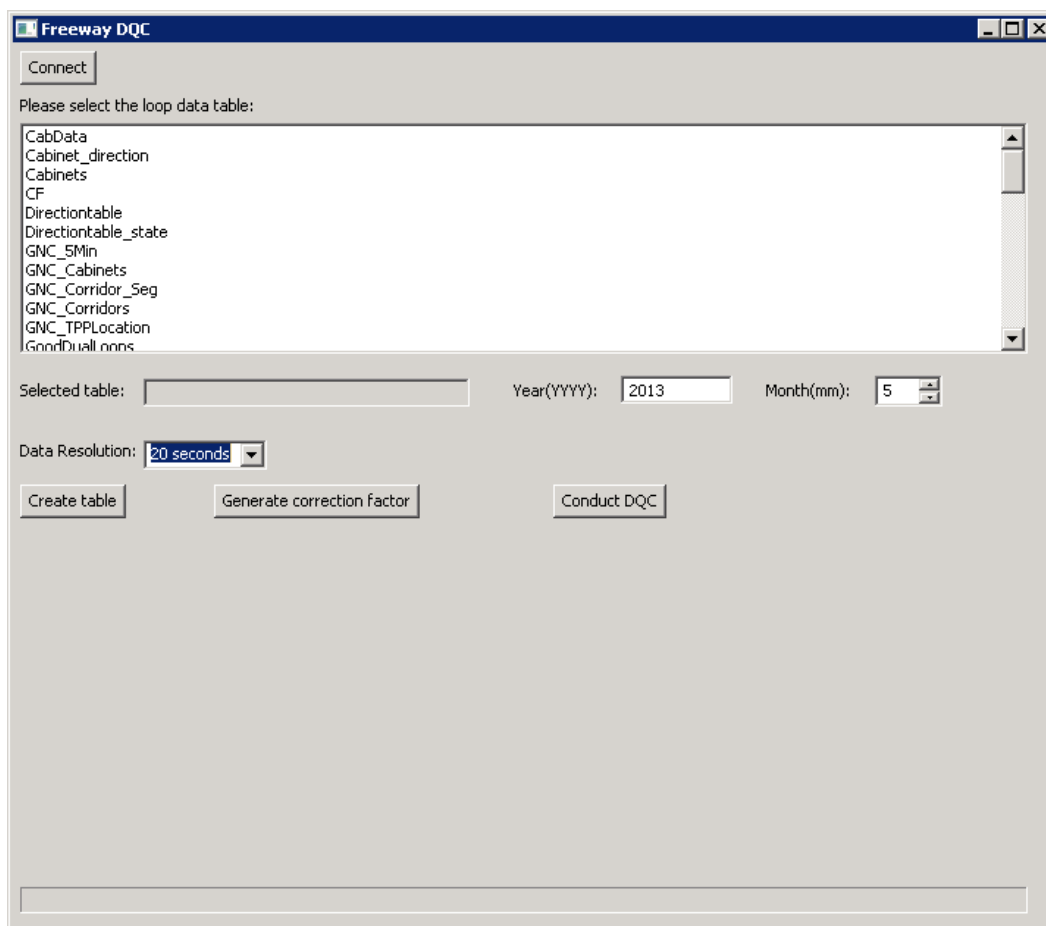 Freeway DQC
Connect
Please select the loop data table:
CabData
Cabinet_direction
Cabinets
CF
Directiontable
Directiontable_state
GNC_5Min
GNC_Cabinets
GNC_Corridor_Seg
GNC_Corridors
GNC_TPPLocation
GoodDualLoops
Selected table: Year(YYYY): 2013 Month(mm): 5
Data Resolution: 20 seconds
Create table Generate correction factor Conduct DQC